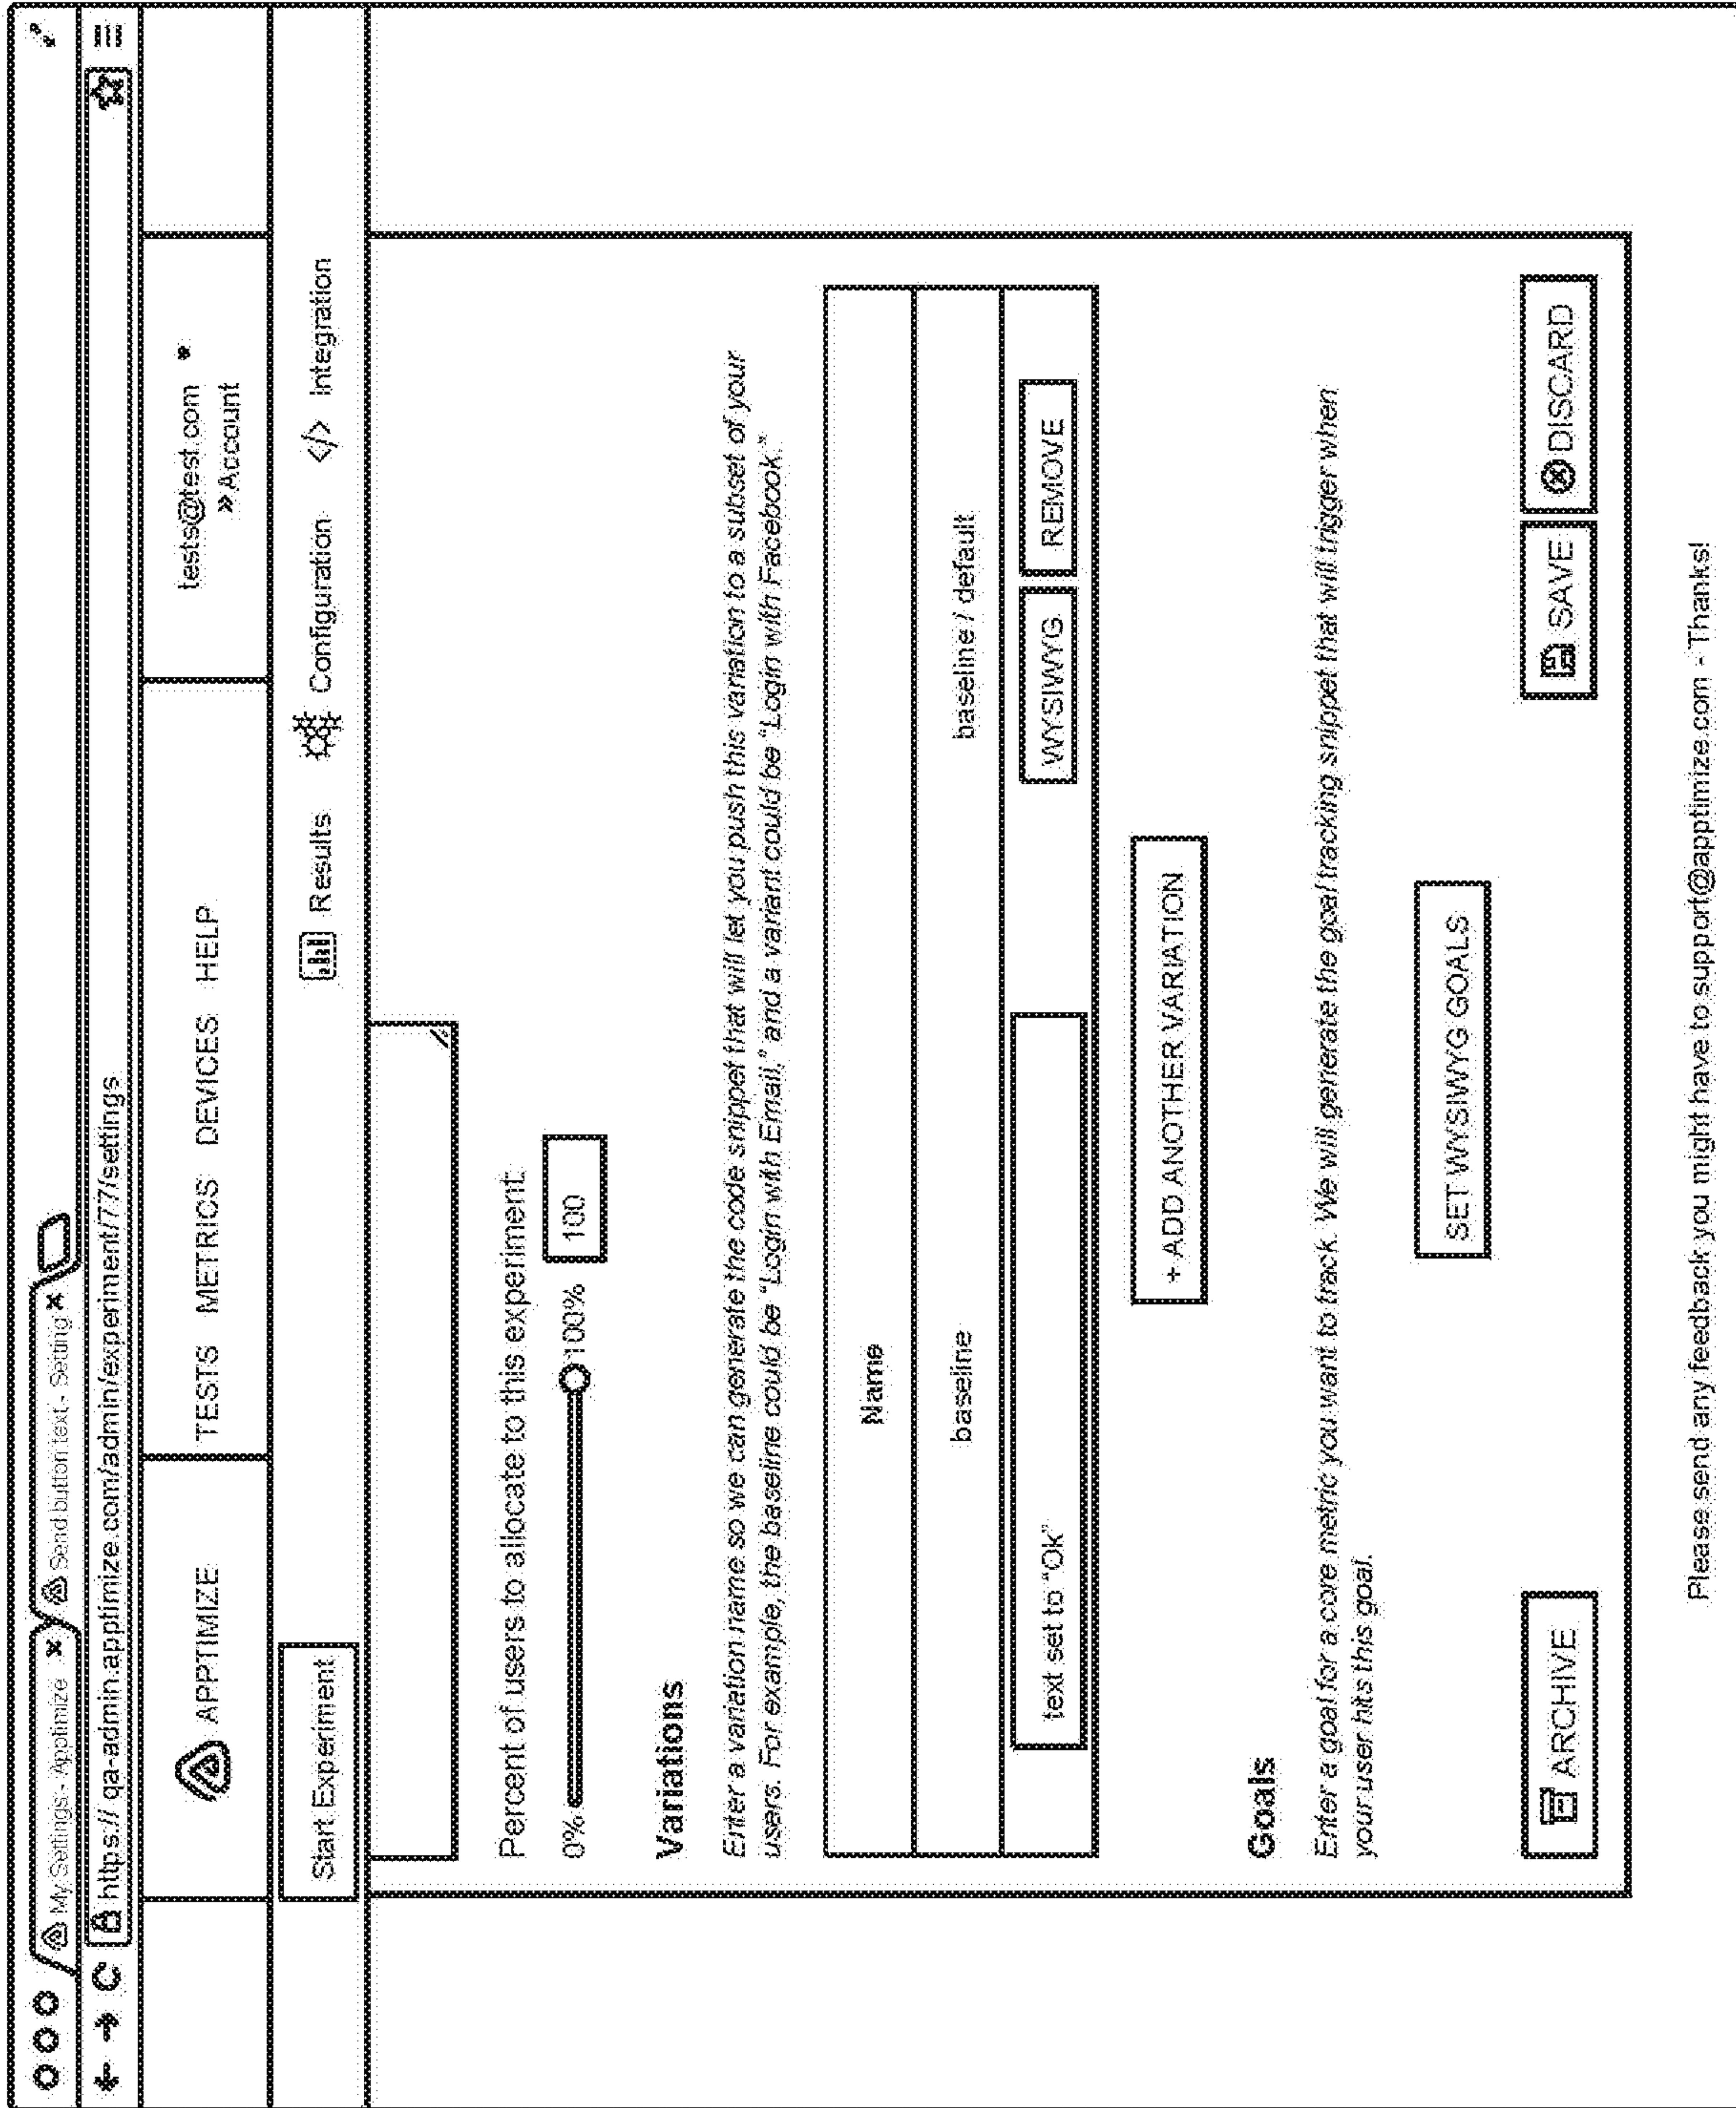 My Settings - Apptimize × Send button text - Setting ×
https:// qa-admin.apptimize.com/admin/experiment/77/settings
APPTIMIZE TESTS METRICS DEVICES HELP tests@test.com
» Account
Start Experiment Results Configuration </> Integration
Percent of users to allocate to this experiment:
0% 100% 100
Variations
Enter a variation name so we can generate the code snippet that will let you push this variation to a subset of your
users. For example, the baseline could be "Login with Email," and a variant could be "Login with Facebook."
Name
baseline baseline / default
text set to "OK" WYSIWYG REMOVE
+ ADD ANOTHER VARIATION
Goals
Enter a goal for a core metric you want to track. We will generate the goal tracking snippet that will trigger when
your user hits this goal.
SET WYSIWYG GOALS
ARCHIVE SAVE DISCARD
Please send any feedback you might have to support@apptimize.com - Thanks!